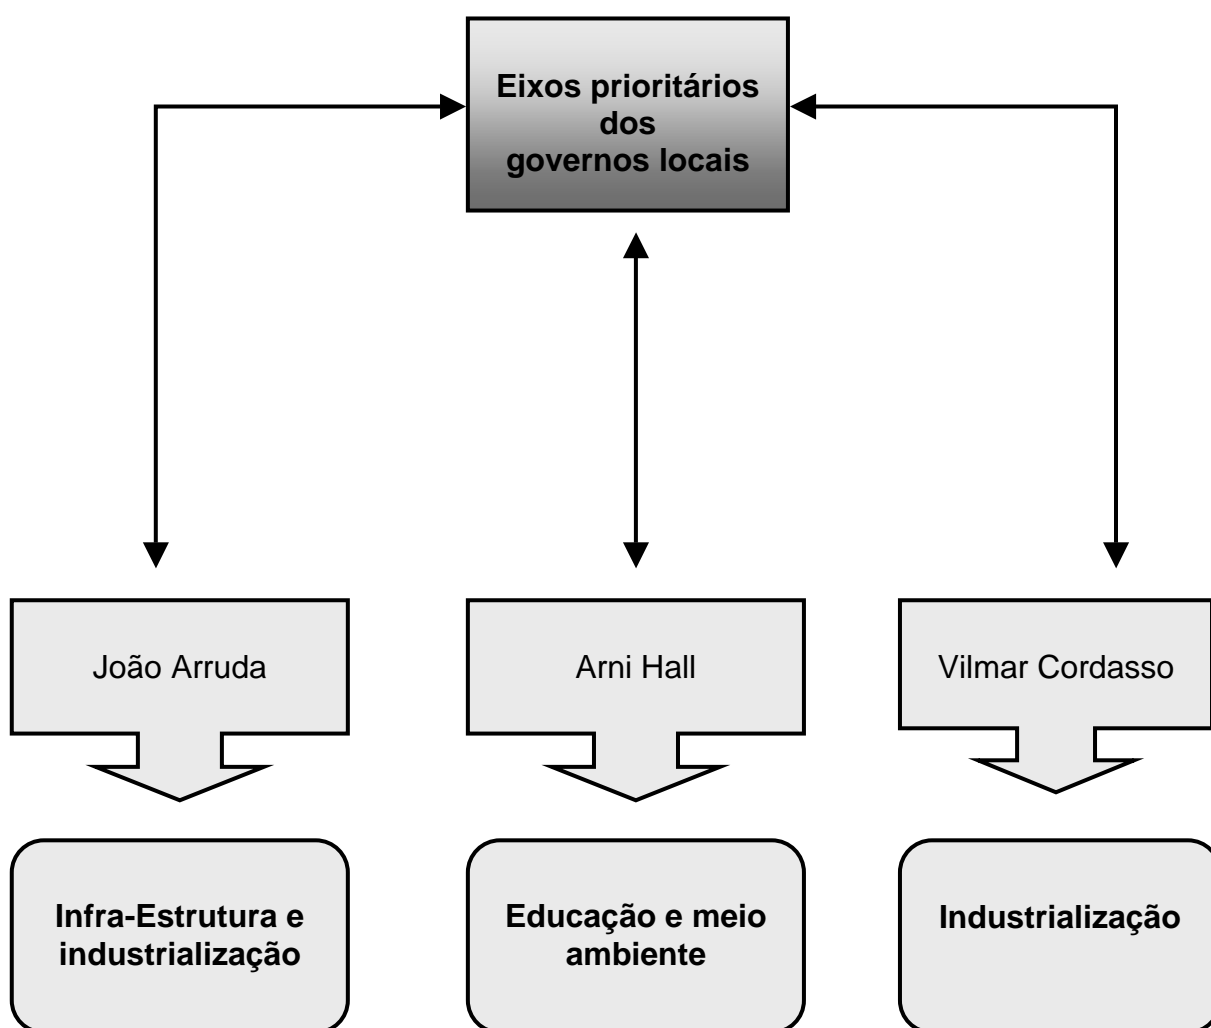 Eixos prioritários
dos
governos locais
João Arruda
Arni Hall
Vilmar Cordasso
Infra-Estrutura e
industrialização
Educação e meio
ambiente
Industrialização